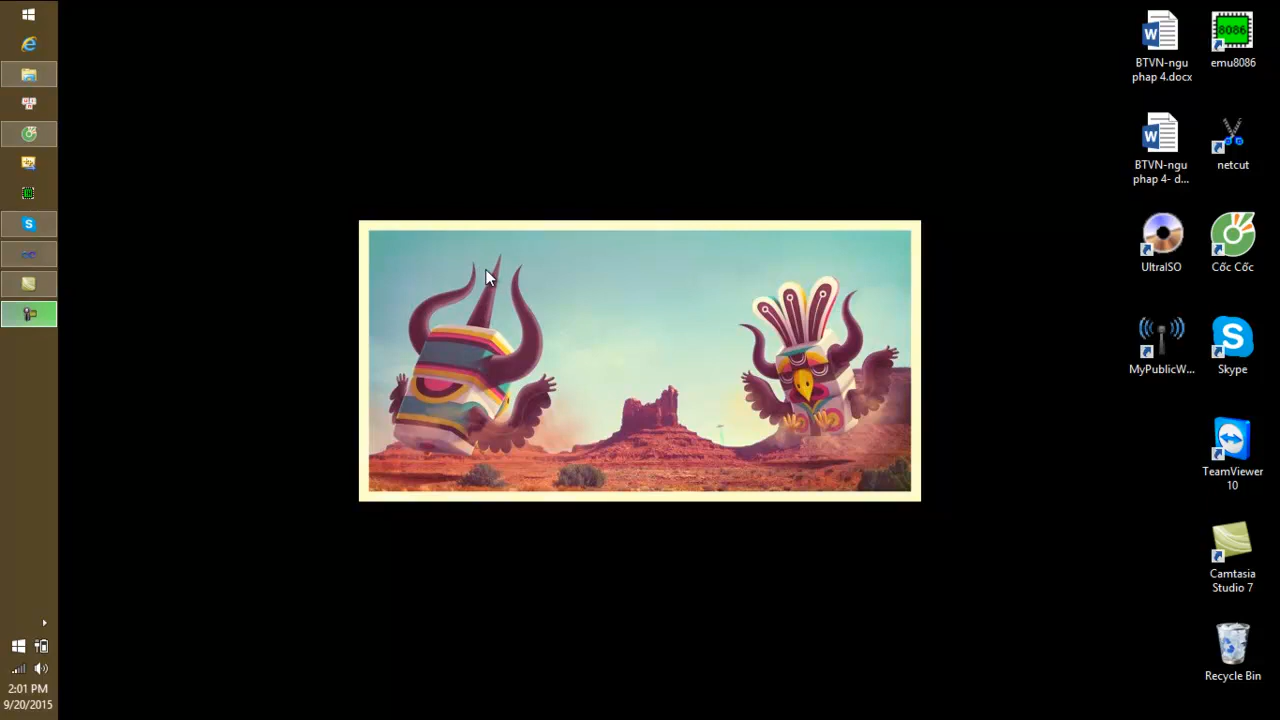 BTVN-ngu
phap 4.docx
8086
emu8086
BTVN-ngu
phap 4- d...
netcut
UltraISO
Cốc Cốc
MyPublicW...
Skype
TeamViewer
10
Camtasia
Studio 7
Recycle Bin
2:01 PM
9/20/2015